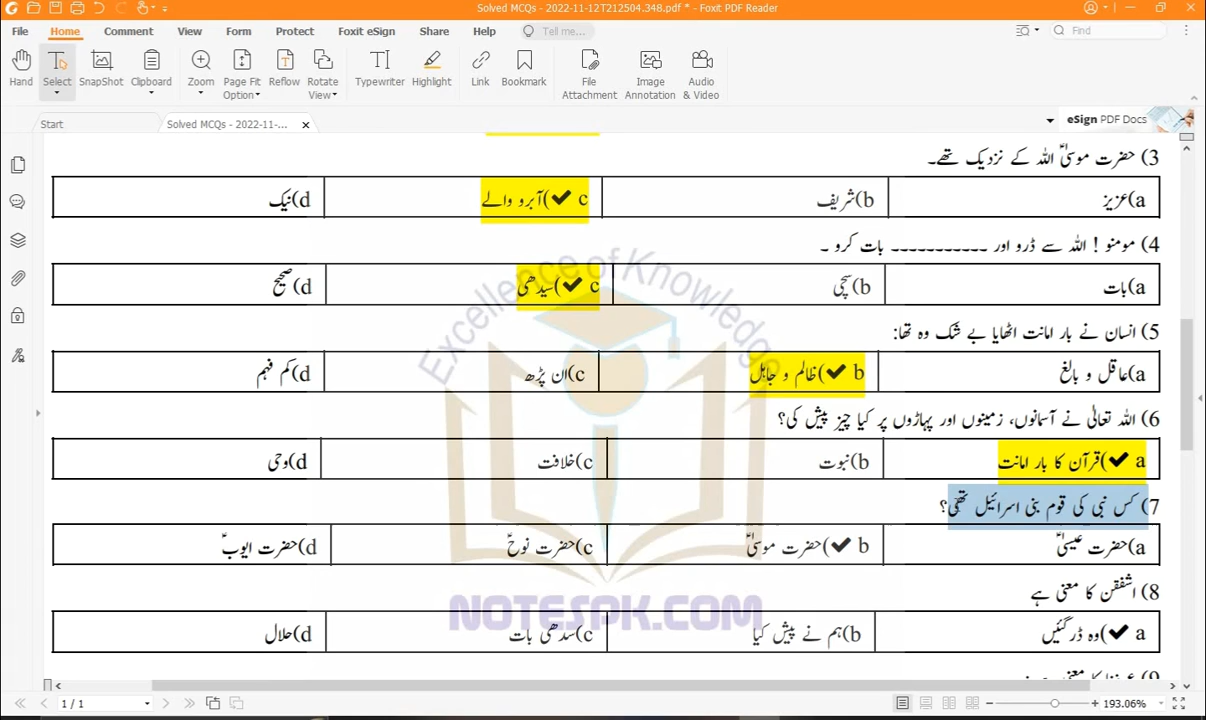 Solved MCQs - 2022-11-12T212504.348.pdf * - Foxit PDF Reader
File Home Comment View Form Protect Foxit eSign Share Help Tell me... Find
Hand Select SnapShot Clipboard Zoom Page Fit Option Reflow Rotate View Typewriter Highlight Link Bookmark File Attachment Image Annotation Audio & Video
Start Solved MCQs - 2022-11-... eSign PDF Docs
3) حضرت موسیٰؑ اللہ کے نزدیک تھے۔
a)عزیز b)شریف c ✔)آبرو والے d)نیک
4) مومنو ! اللہ سے ڈرو اور ----------- بات کرو ۔
a)بات b)سچی c ✔)سیدھی d)صحیح
5) انسان نے بار امانت اٹھایا بے شک وہ تھا:
a)عاقل و بالغ b ✔)ظالم و جاہل c)ان پڑھ d)کم فہم
6) اللہ تعالیٰ نے آسمانوں، زمینوں اور پہاڑوں پر کیا چیز پیش کی؟
a ✔)قرآن کا بار امانت b)نبوت c)خلافت d)وحی
7) کس نبی کی قوم بنی اسرائیل تھی؟
a)حضرت عیسیٰؑ b ✔)حضرت موسیٰؑ c)حضرت نوحؑ d)حضرت ایوبؑ
8) اشفقن کا معنی ہے
a ✔)وہ ڈر گئیں b)ہم نے پیش کیا c)سدھی بات d)حلال
Excellence of Knowledge
NOTESPK.COM
1 / 1 193.06%